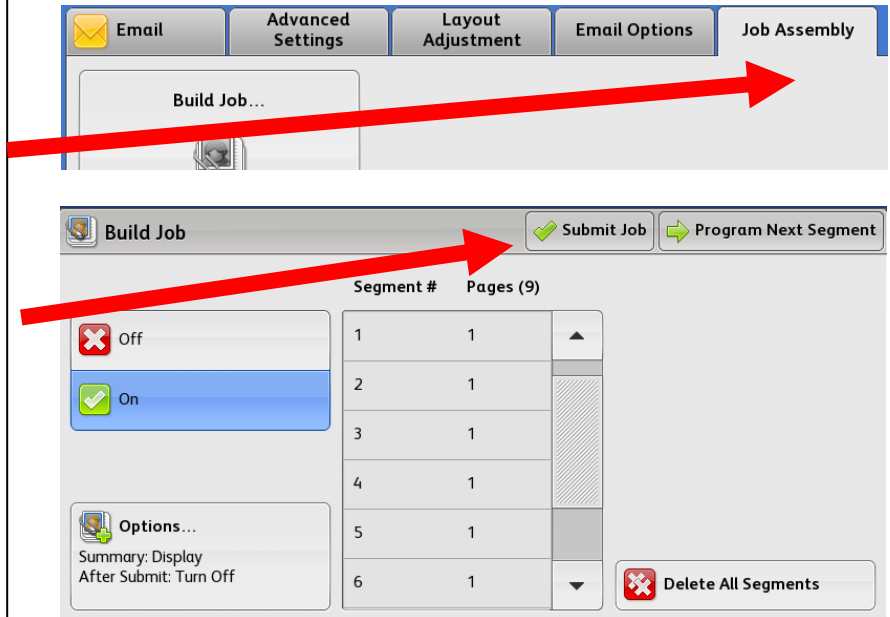 Email
Advanced
Settings
Layout
Adjustment
Email Options
Job Assembly
Build Job...
Build Job
Submit Job
Program Next Segment
Segment # Pages (9)
Off
On
1 1
2 1
3 1
4 1
5 1
6 1
Options...
Summary: Display
After Submit: Turn Off
Delete All Segments